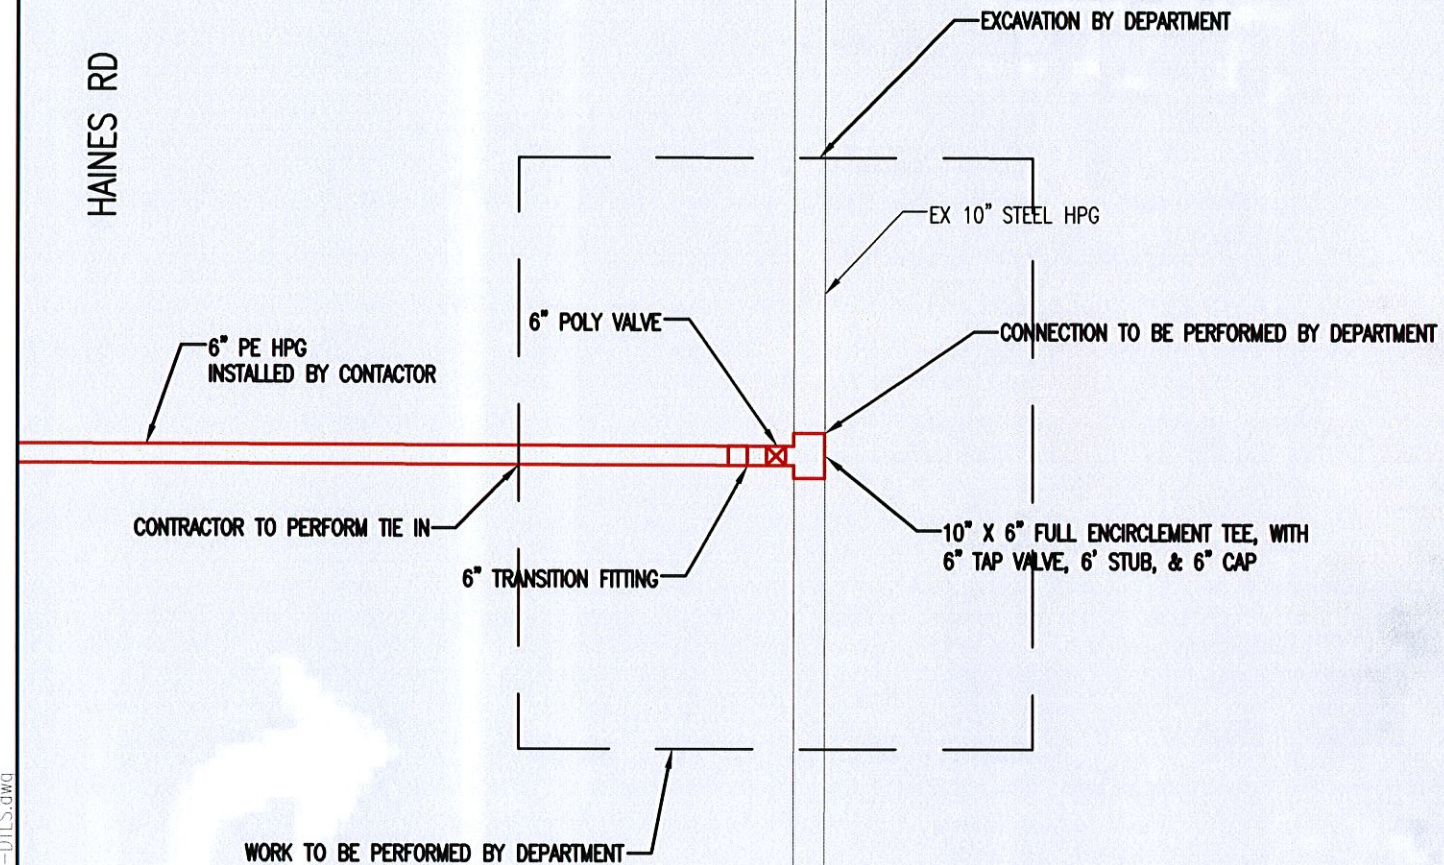 EXCAVATION BY DEPARTMENT
HAINES RD
EX 10" STEEL HPG
6" POLY VALVE
CONNECTION TO BE PERFORMED BY DEPARTMENT
6" PE HPG
INSTALLED BY CONTACTOR
CONTRACTOR TO PERFORM TIE IN
10" X 6" FULL ENCIRCLEMENT TEE, WITH
6" TAP VALVE, 6' STUB, & 6" CAP
6" TRANSITION FITTING
-DTLS.dwg
WORK TO BE PERFORMED BY DEPARTMENT